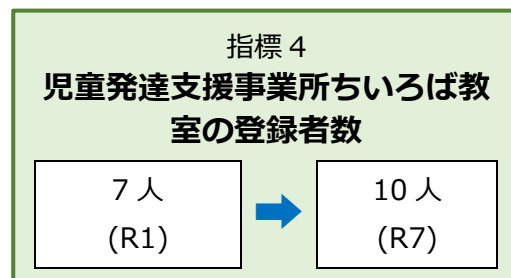 指標４
児童発達支援事業所ちいろば教
室の登録者数
7 人
(R1)
10 人
(R7)